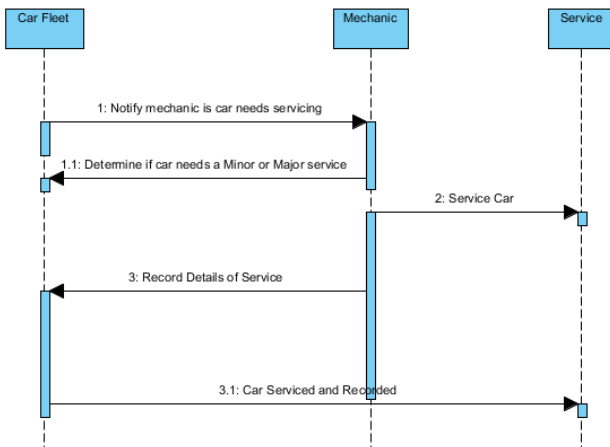 Car Fleet
Mechanic
Service
1: Notify mechanic is car needs servicing
1.1: Determine if car needs a Minor or Major service
2: Service Car
3: Record Details of Service
3.1: Car Serviced and Recorded